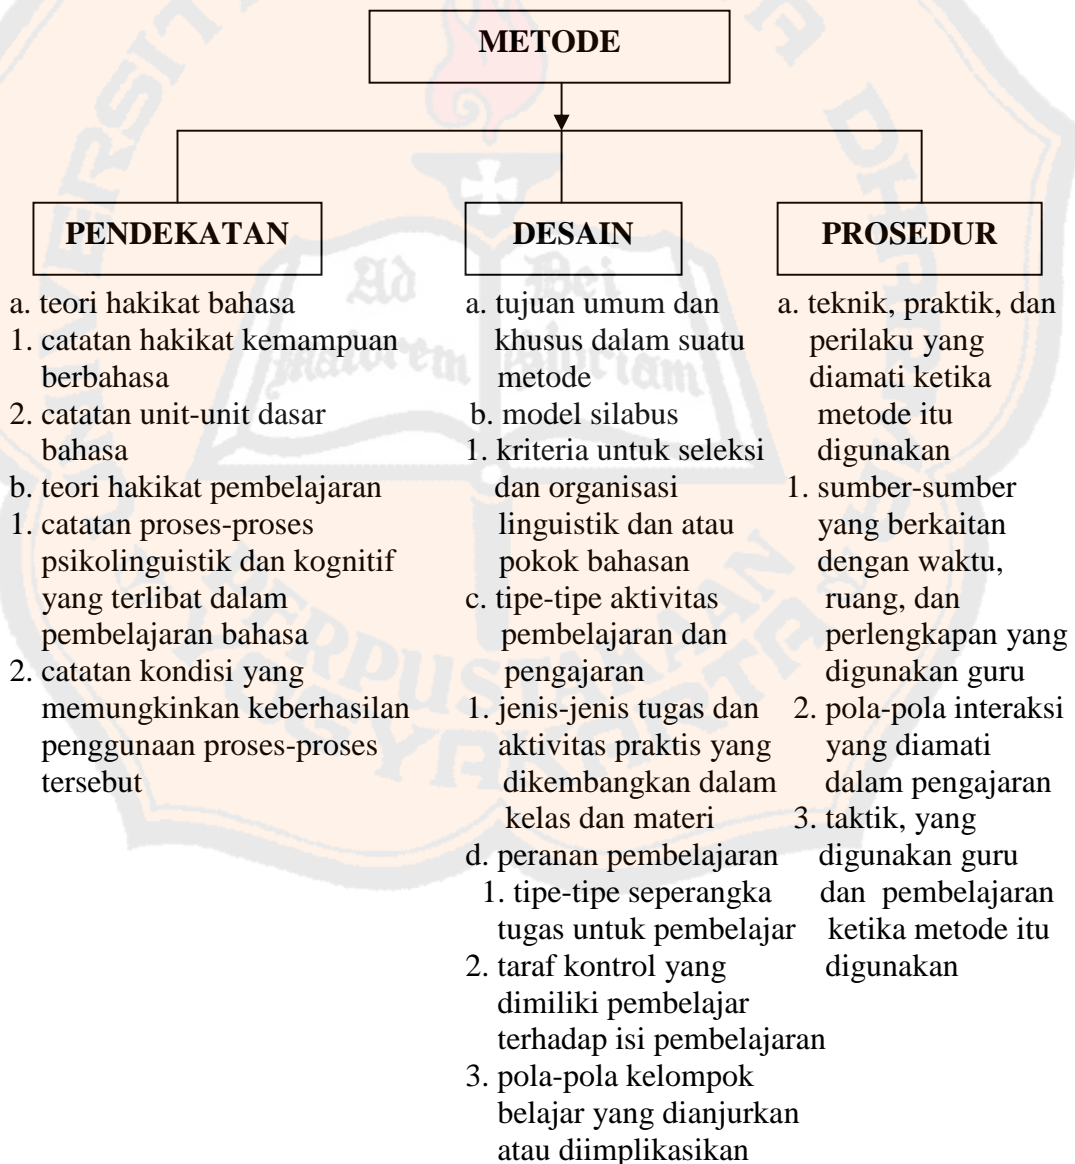 METODE
PENDEKATAN
a. teori hakikat bahasa
1. catatan hakikat kemampuan
berbahasa
2. catatan unit-unit dasar
bahasa
b. teori hakikat pembelajaran
1. catatan proses-proses
psikolinguistik dan kognitif
yang terlibat dalam
pembelajaran bahasa
2. catatan kondisi yang
memungkinkan keberhasilan
penggunaan proses-proses
tersebut
DESAIN
a. tujuan umum dan
khusus dalam suatu
metode
b. model silabus
1. kriteria untuk seleksi
dan organisasi
linguistik dan atau
pokok bahasan
c. tipe-tipe aktivitas
pembelajaran dan
pengajaran
1. jenis-jenis tugas dan
aktivitas praktis yang
dikembangkan dalam
kelas dan materi
d. peranan pembelajaran
1. tipe-tipe seperangka
tugas untuk pembelajar
2. taraf kontrol yang
dimiliki pembelajar
terhadap isi pembelajaran
3. pola-pola kelompok
belajar yang dianjurkan
atau diimplikasikan
PROSEDUR
a. teknik, praktik, dan
perilaku yang
diamati ketika
metode itu
digunakan
1. sumber-sumber
yang berkaitan
dengan waktu,
ruang, dan
perlengkapan yang
digunakan guru
2. pola-pola interaksi
yang diamati
dalam pengajaran
3. taktik, yang
digunakan guru
dan pembelajaran
ketika metode itu
digunakan
Ad
Dei